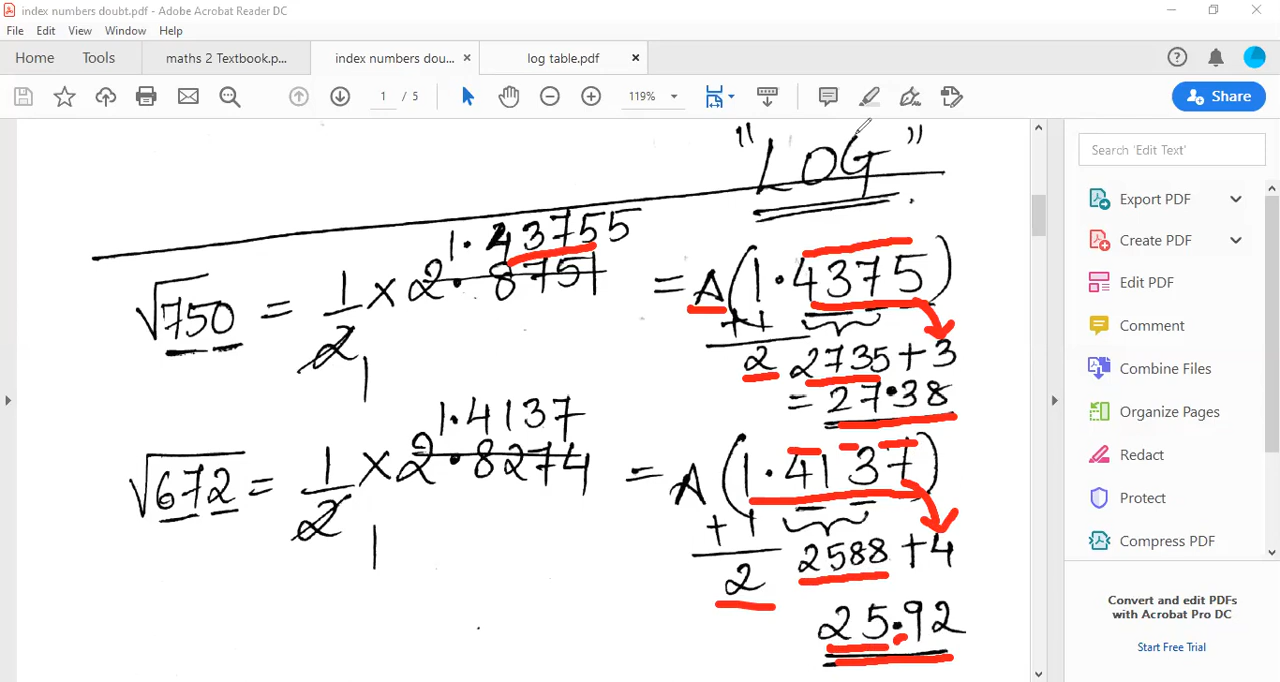 index numbers doubt.pdf - Adobe Acrobat Reader DC
File Edit View Window Help
Home Tools maths 2 Textbook.p... index numbers dou... × log table.pdf ×
1 / 5 119% Share
"LOG"
1.43755
√750 = 1/2 × 2.8751 = A(1.4375)
1 +1
2 2735+3
= 27.38
1.4137
√672 = 1/2 × 2.8274 = A(1.4137)
1 +1
2 2588+4
25.92
Search 'Edit Text'
Export PDF
Create PDF
Edit PDF
Comment
Combine Files
Organize Pages
Redact
Protect
Compress PDF
Convert and edit PDFs
with Acrobat Pro DC
Start Free Trial